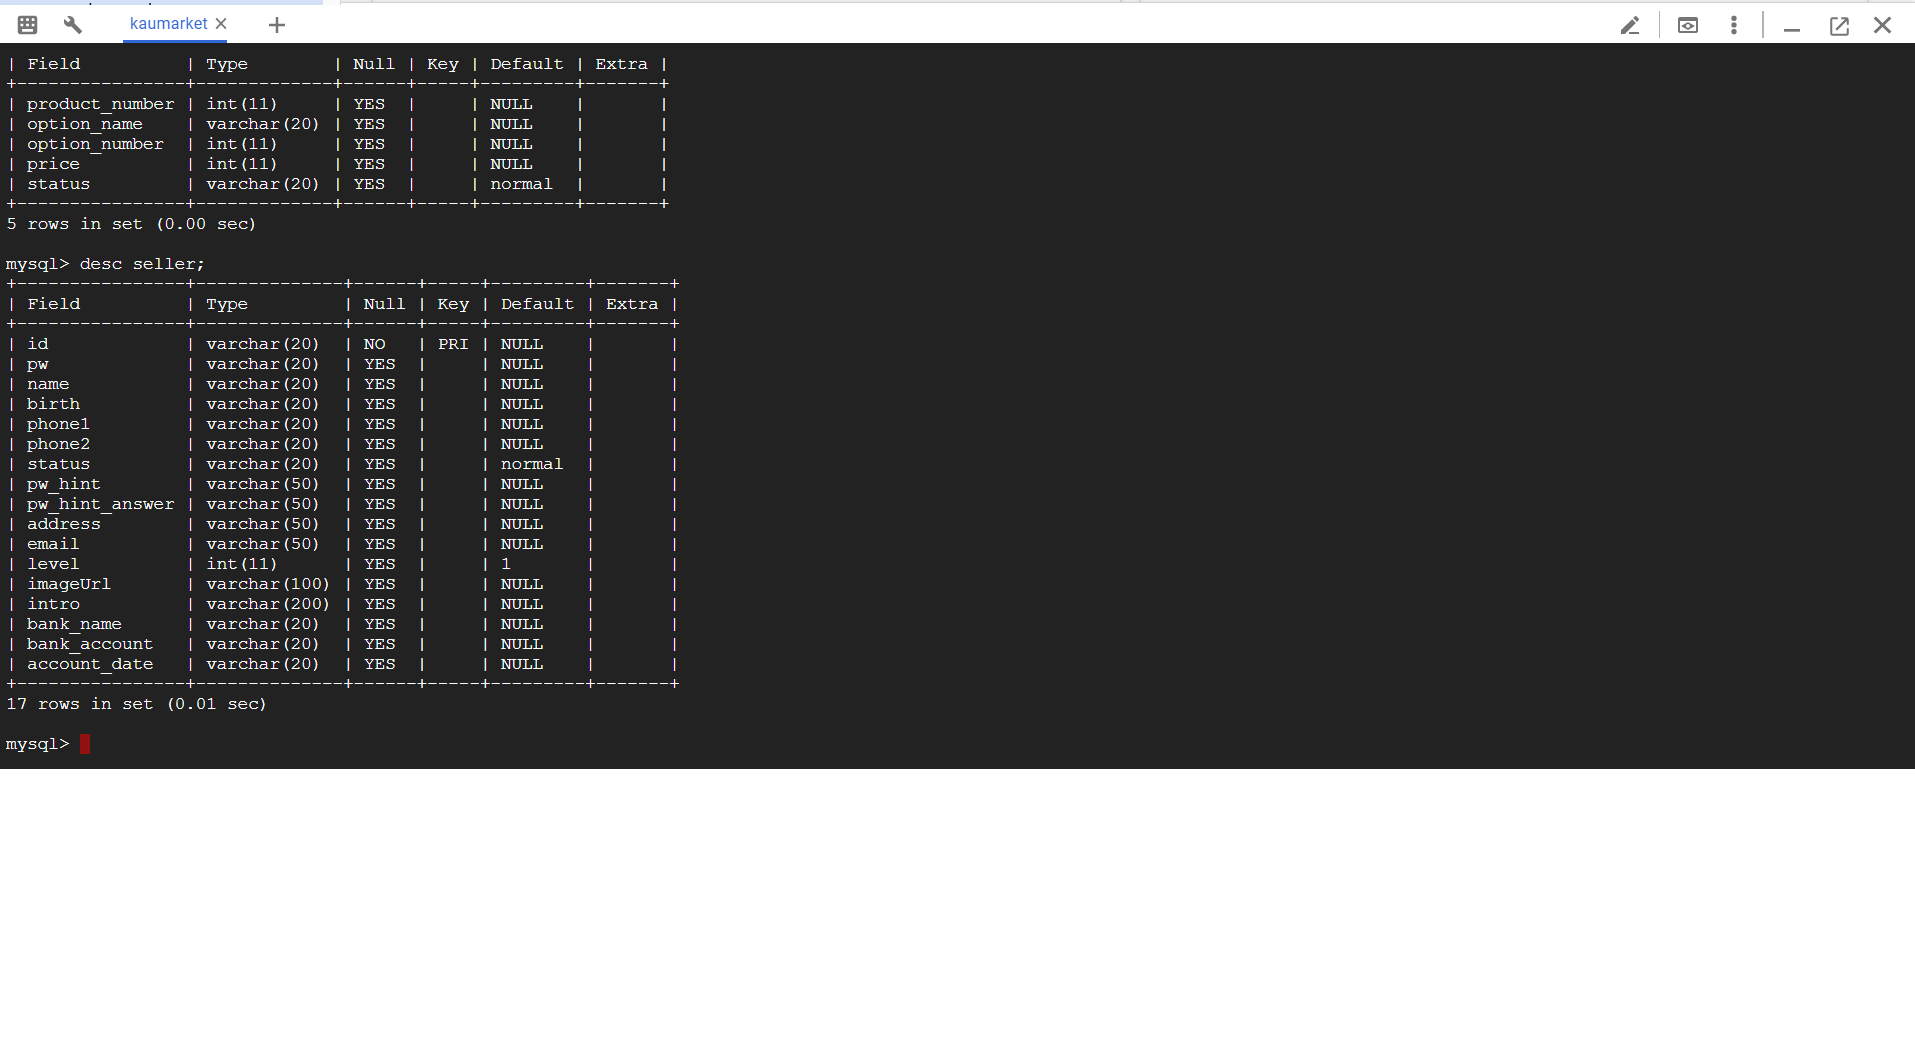 kaumarket
| Field          | Type        | Null | Key | Default | Extra |
+----------------+-------------+------+-----+---------+-------+
| product_number | int(11)     | YES  |     | NULL    |       |
| option_name    | varchar(20) | YES  |     | NULL    |       |
| option_number  | int(11)     | YES  |     | NULL    |       |
| price          | int(11)     | YES  |     | NULL    |       |
| status         | varchar(20) | YES  |     | normal  |       |
+----------------+-------------+------+-----+---------+-------+
5 rows in set (0.00 sec)
mysql> desc seller;
+----------------+--------------+------+-----+---------+-------+
| Field          | Type         | Null | Key | Default | Extra |
+----------------+--------------+------+-----+---------+-------+
| id             | varchar(20)  | NO   | PRI | NULL    |       |
| pw             | varchar(20)  | YES  |     | NULL    |       |
| name           | varchar(20)  | YES  |     | NULL    |       |
| birth          | varchar(20)  | YES  |     | NULL    |       |
| phone1         | varchar(20)  | YES  |     | NULL    |       |
| phone2         | varchar(20)  | YES  |     | NULL    |       |
| status         | varchar(20)  | YES  |     | normal  |       |
| pw_hint        | varchar(50)  | YES  |     | NULL    |       |
| pw_hint_answer | varchar(50)  | YES  |     | NULL    |       |
| address        | varchar(50)  | YES  |     | NULL    |       |
| email          | varchar(50)  | YES  |     | NULL    |       |
| level          | int(11)      | YES  |     | 1       |       |
| imageUrl       | varchar(100) | YES  |     | NULL    |       |
| intro          | varchar(200) | YES  |     | NULL    |       |
| bank_name      | varchar(20)  | YES  |     | NULL    |       |
| bank_account   | varchar(20)  | YES  |     | NULL    |       |
| account_date   | varchar(20)  | YES  |     | NULL    |       |
+----------------+--------------+------+-----+---------+-------+
17 rows in set (0.01 sec)
mysql>